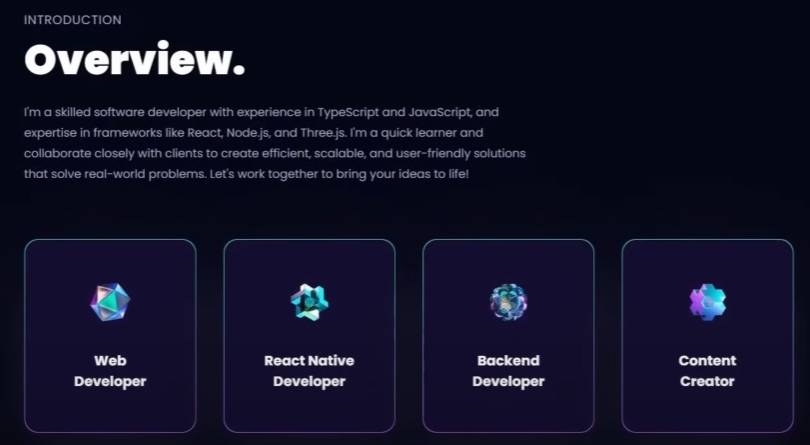 INTRODUCTION
Overview.
I'm a skilled software developer with experience in TypeScript and JavaScript, and
expertise in frameworks like React, Node.js, and Three.js. I'm a quick learner and
collaborate closely with clients to create efficient, scalable, and user-friendly solutions
that solve real-world problems. Let's work together to bring your ideas to life!
Web
Developer
React Native
Developer
Backend
Developer
Content
Creator